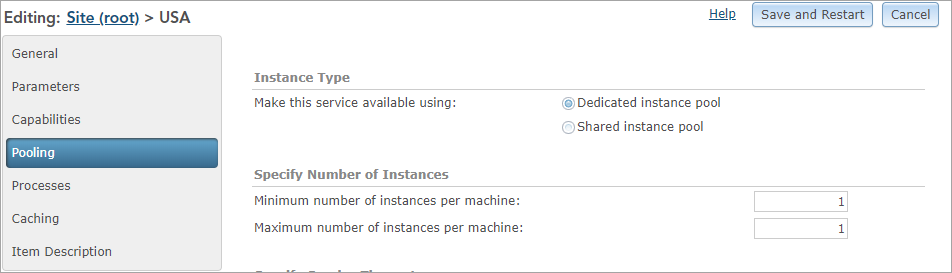 Editing: Site (root) > USA
Help
Save and Restart
Cancel
General
Parameters
Capabilities
Pooling
Processes
Caching
Item Description
Instance Type
Make this service available using:
Dedicated instance pool
Shared instance pool
Specify Number of Instances
Minimum number of instances per machine: 1
Maximum number of instances per machine: 1